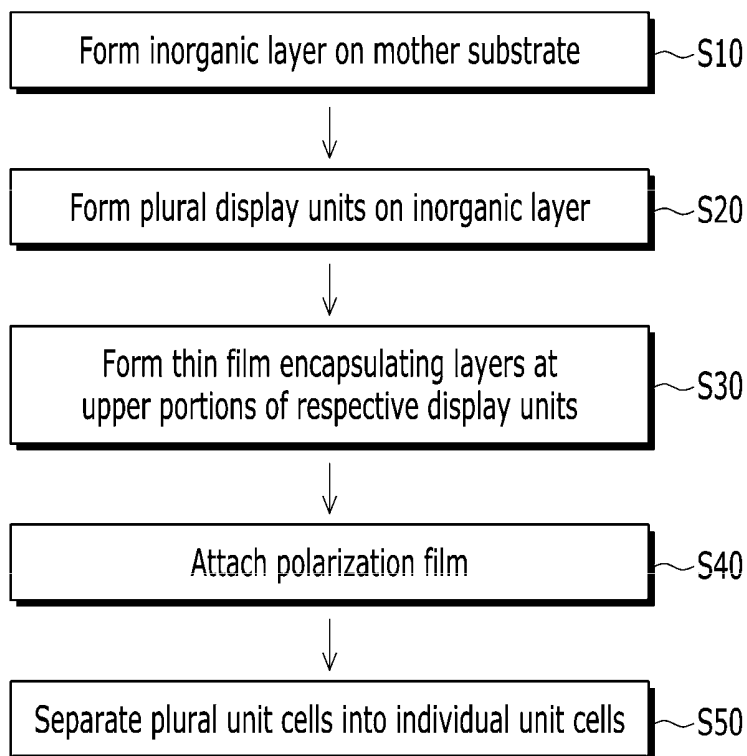 Form inorganic layer on mother substrate
S10
Form plural display units on inorganic layer
S20
Form thin film encapsulating layers at
upper portions of respective display units
S30
Attach polarization film
S40
Separate plural unit cells into individual unit cells
S50